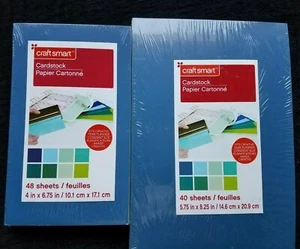 craft smart
Cardstock
Papier Cartonné
48 sheets / feuilles
4 in x 6.75 in / 10.1 cm x 17.1 cm
craft smart
Cardstock
Papier Cartonné
40 sheets / feuilles
5.75 in x 8.25 in / 14.6 cm x 20.9 cm